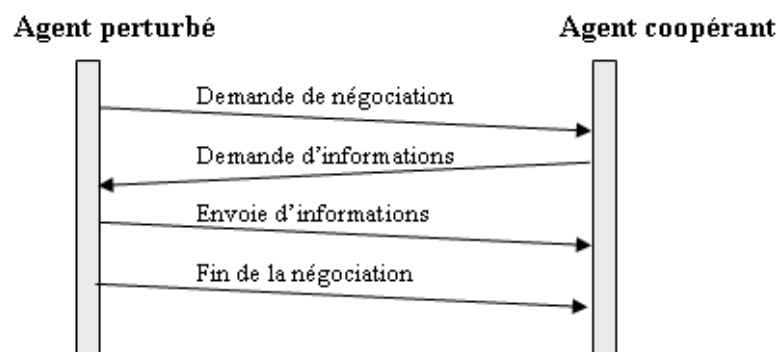 Agent perturbé
Agent coopérant
Demande de négociation
Demande d'informations
Envoie d'informations
Fin de la négociation